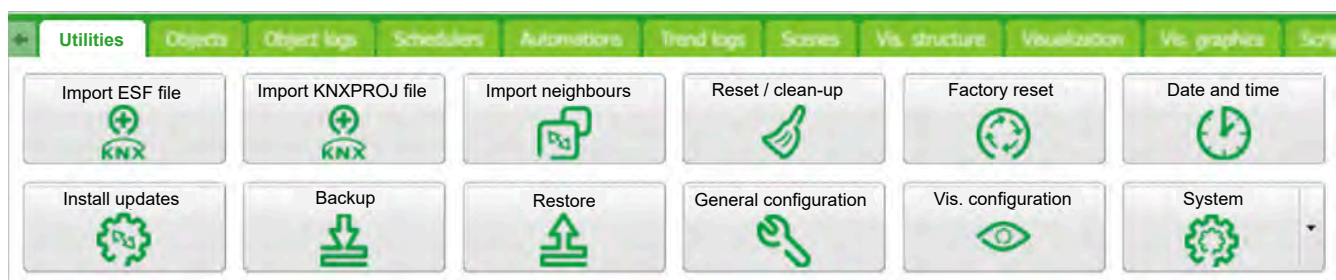 Utilities Objects Object logs Schedulers Automations Trend logs Scenes Vis. structure Visualization Vis. graphics
Import ESF file Import KNXPROJ file Import neighbours Reset / clean-up Factory reset Date and time
KNX KNX
Install updates Backup Restore General configuration Vis. configuration System